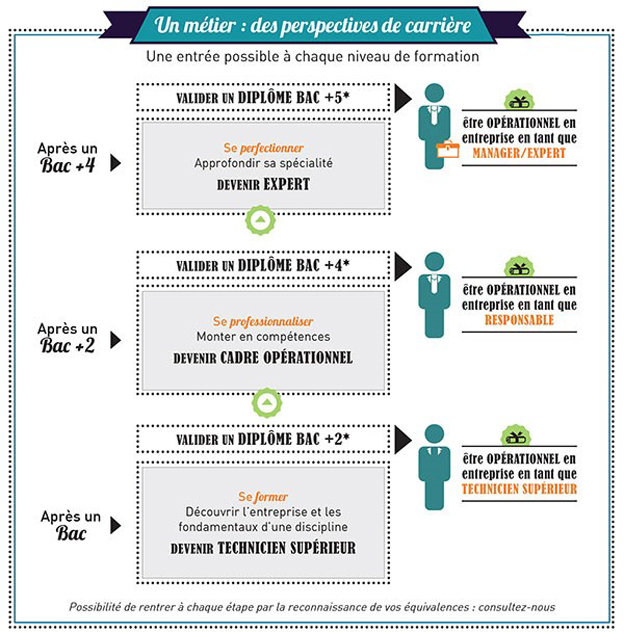 Un métier : des perspectives de carrière
Une entrée possible à chaque niveau de formation
VALIDER UN DIPLÔME BAC +5*
Après un
Bac +4
Se perfectionner
Approfondir sa spécialité
DEVENIR EXPERT
être OPÉRATIONNEL en
entreprise en tant que
MANAGER/EXPERT
VALIDER UN DIPLÔME BAC +4*
Après un
Bac +2
Se professionnaliser
Monter en compétences
DEVENIR CADRE OPÉRATIONNEL
être OPÉRATIONNEL en
entreprise en tant que
RESPONSABLE
VALIDER UN DIPLÔME BAC +2*
Après un
Bac
Se former
Découvrir l'entreprise et les
fondamentaux d'une discipline
DEVENIR TECHNICIEN SUPÉRIEUR
être OPÉRATIONNEL en
entreprise en tant que
TECHNICIEN SUPÉRIEUR
Possibilité de rentrer à chaque étape par la reconnaissance de vos équivalences : consultez-nous